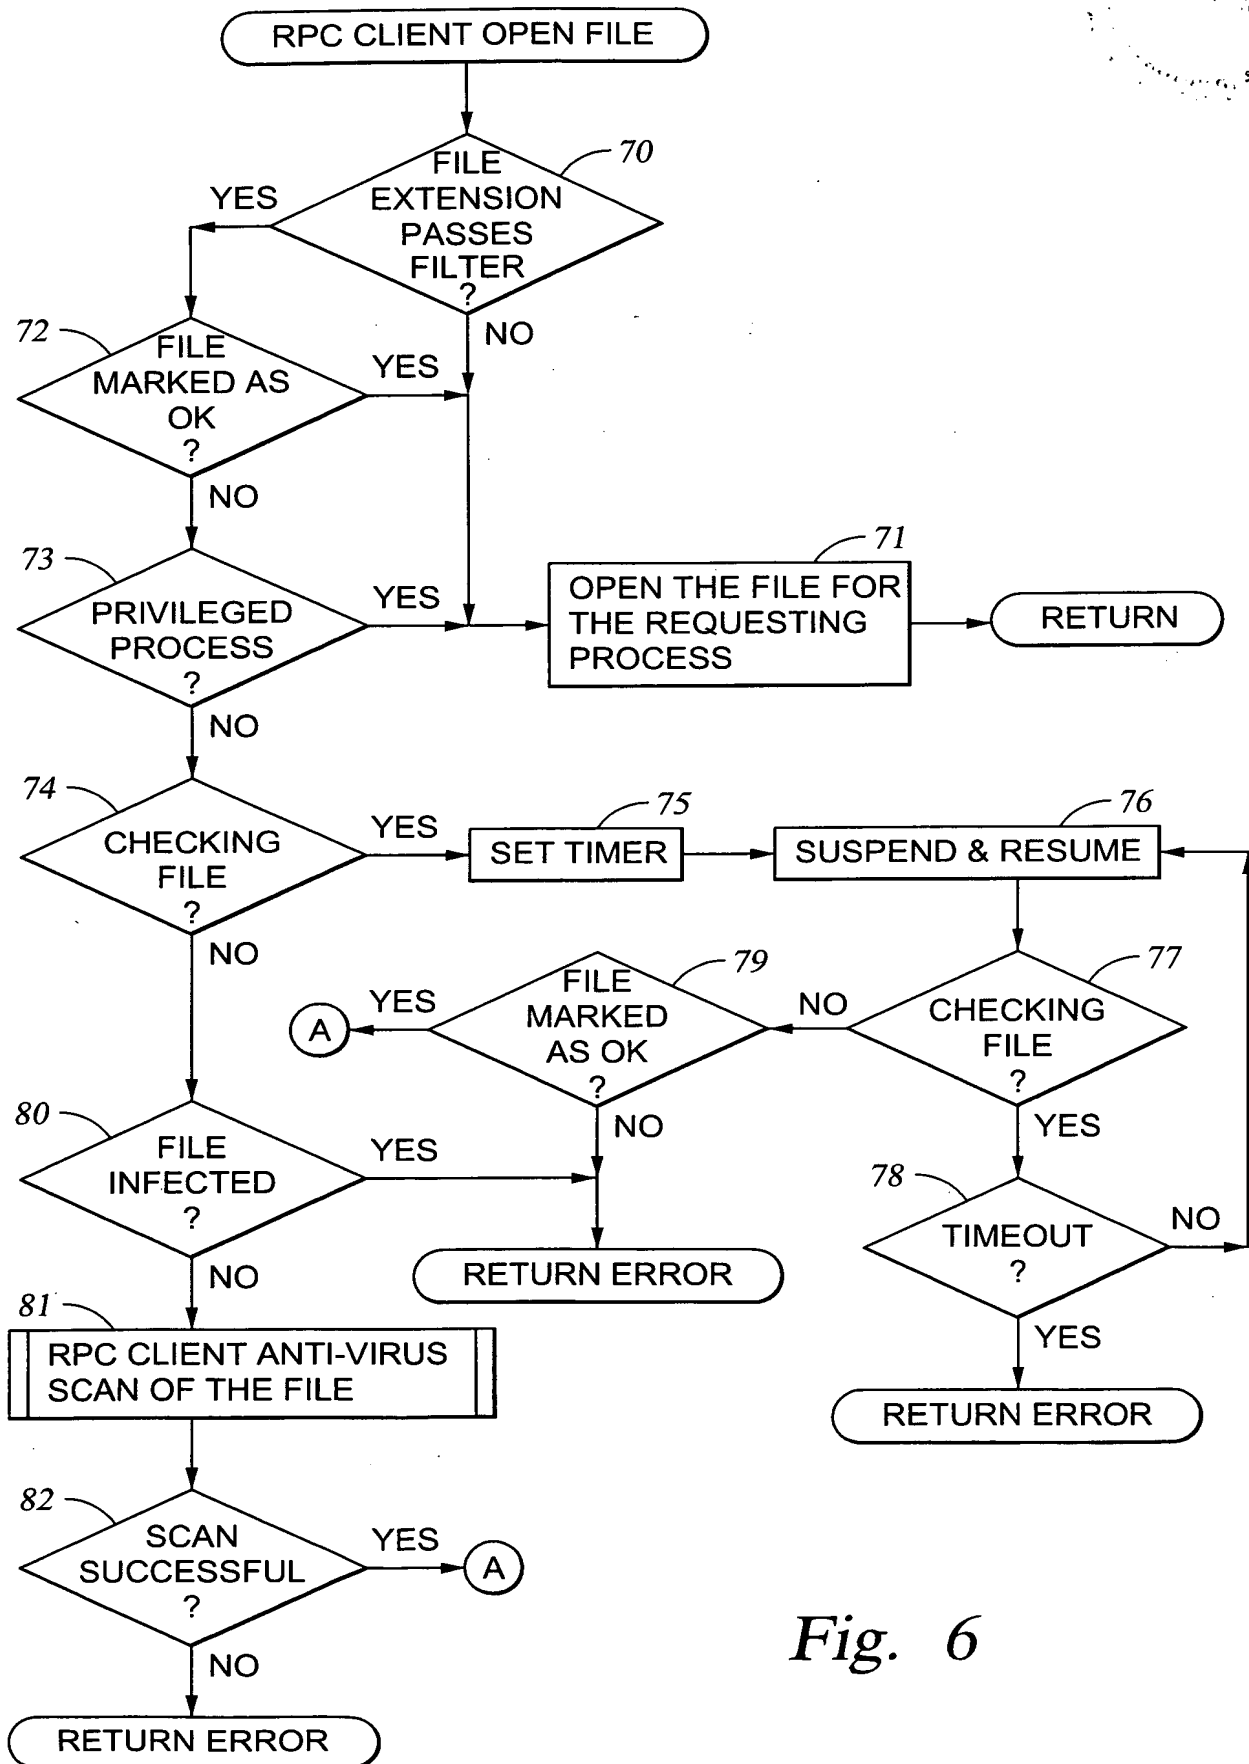 RPC CLIENT OPEN FILE
70
FILE
EXTENSION
PASSES
FILTER
?
YES
NO
72
FILE
MARKED AS
OK
?
YES
NO
73
PRIVILEGED
PROCESS
?
YES
NO
71
OPEN THE FILE FOR
THE REQUESTING
PROCESS
RETURN
74
CHECKING
FILE
?
YES
NO
75
SET TIMER
76
SUSPEND & RESUME
77
CHECKING
FILE
?
NO
YES
79
FILE
MARKED
AS OK
?
YES
A
NO
78
TIMEOUT
?
NO
YES
RETURN ERROR
80
FILE
INFECTED
?
YES
NO
RETURN ERROR
81
RPC CLIENT ANTI-VIRUS
SCAN OF THE FILE
82
SCAN
SUCCESSFUL
?
YES
A
NO
RETURN ERROR
Fig. 6